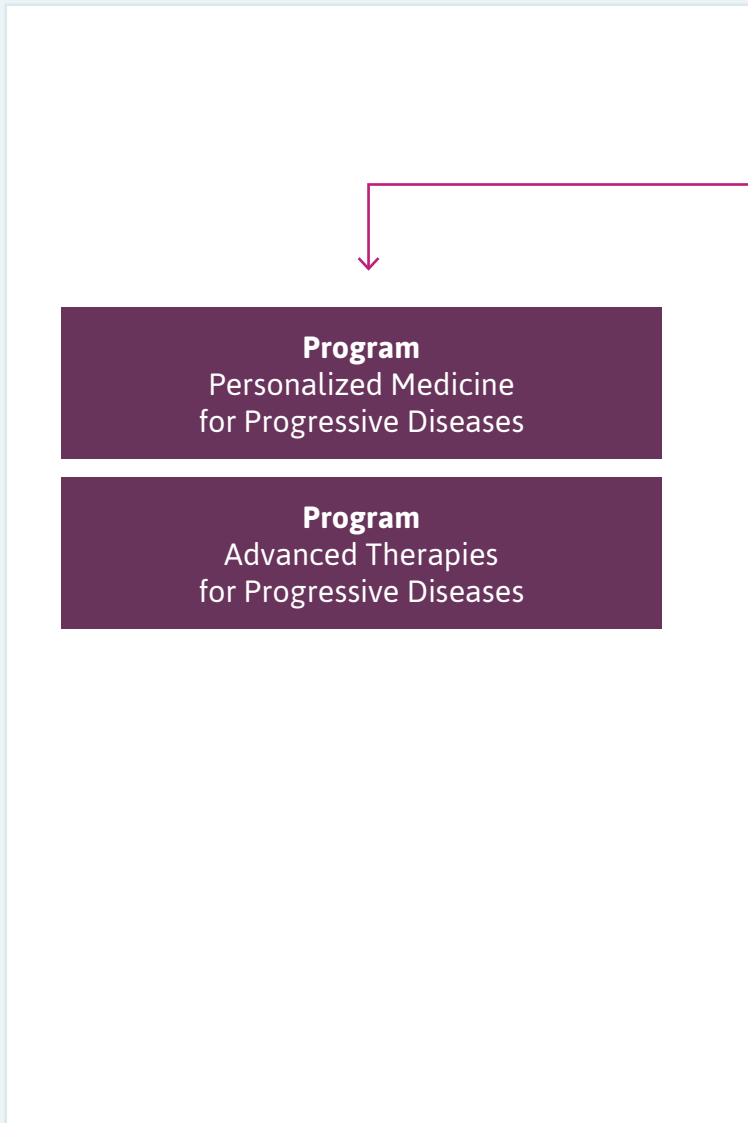 Program
Personalized Medicine
for Progressive Diseases
Program
Advanced Therapies
for Progressive Diseases